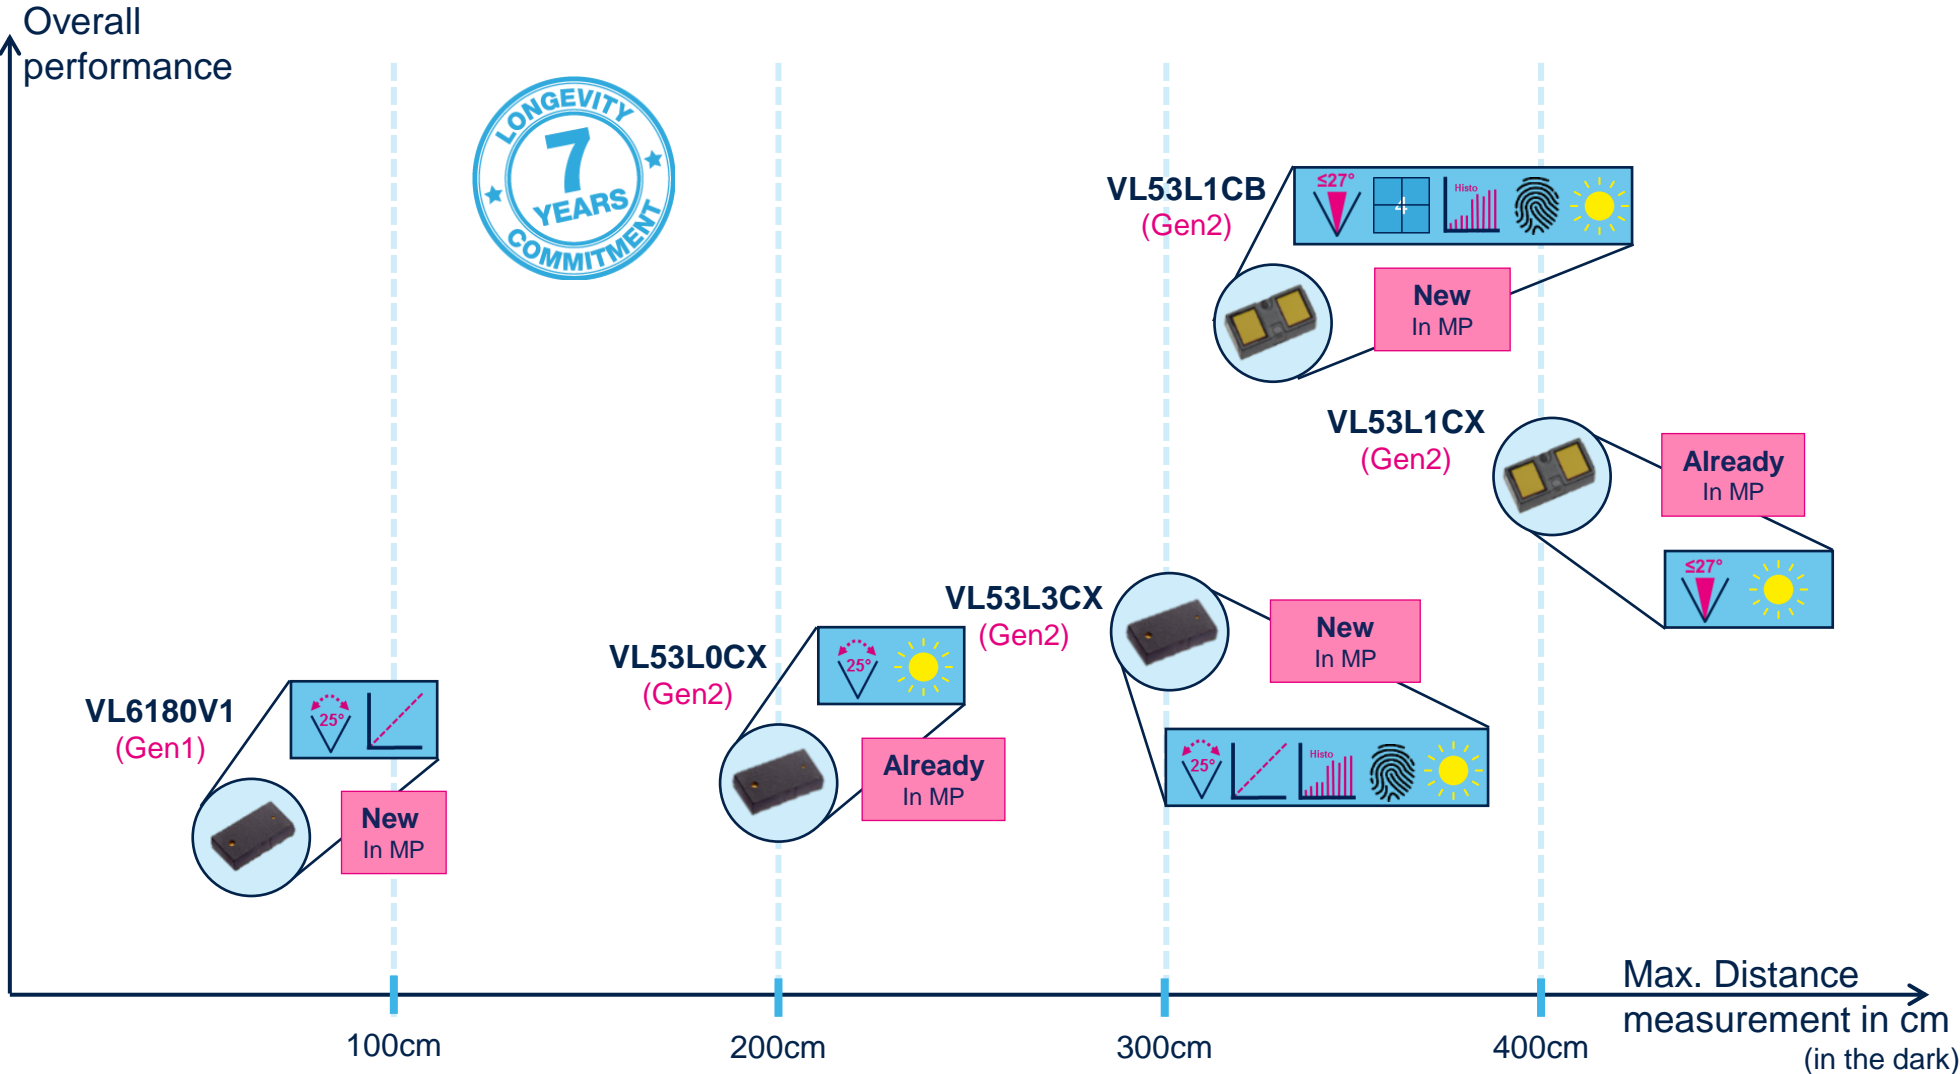 Overall
performance
LONGEVITY
7
YEARS
COMMITMENT
VL53L1CB
(Gen2)
≤27°
4
Histo
New
In MP
VL53L1CX
(Gen2)
Already
In MP
≤27°
VL53L3CX
(Gen2)
New
In MP
25°
Histo
VL53L0CX
(Gen2)
25°
Already
In MP
VL6180V1
(Gen1)
25°
New
In MP
100cm
200cm
300cm
400cm
Max. Distance
measurement in cm
(in the dark)